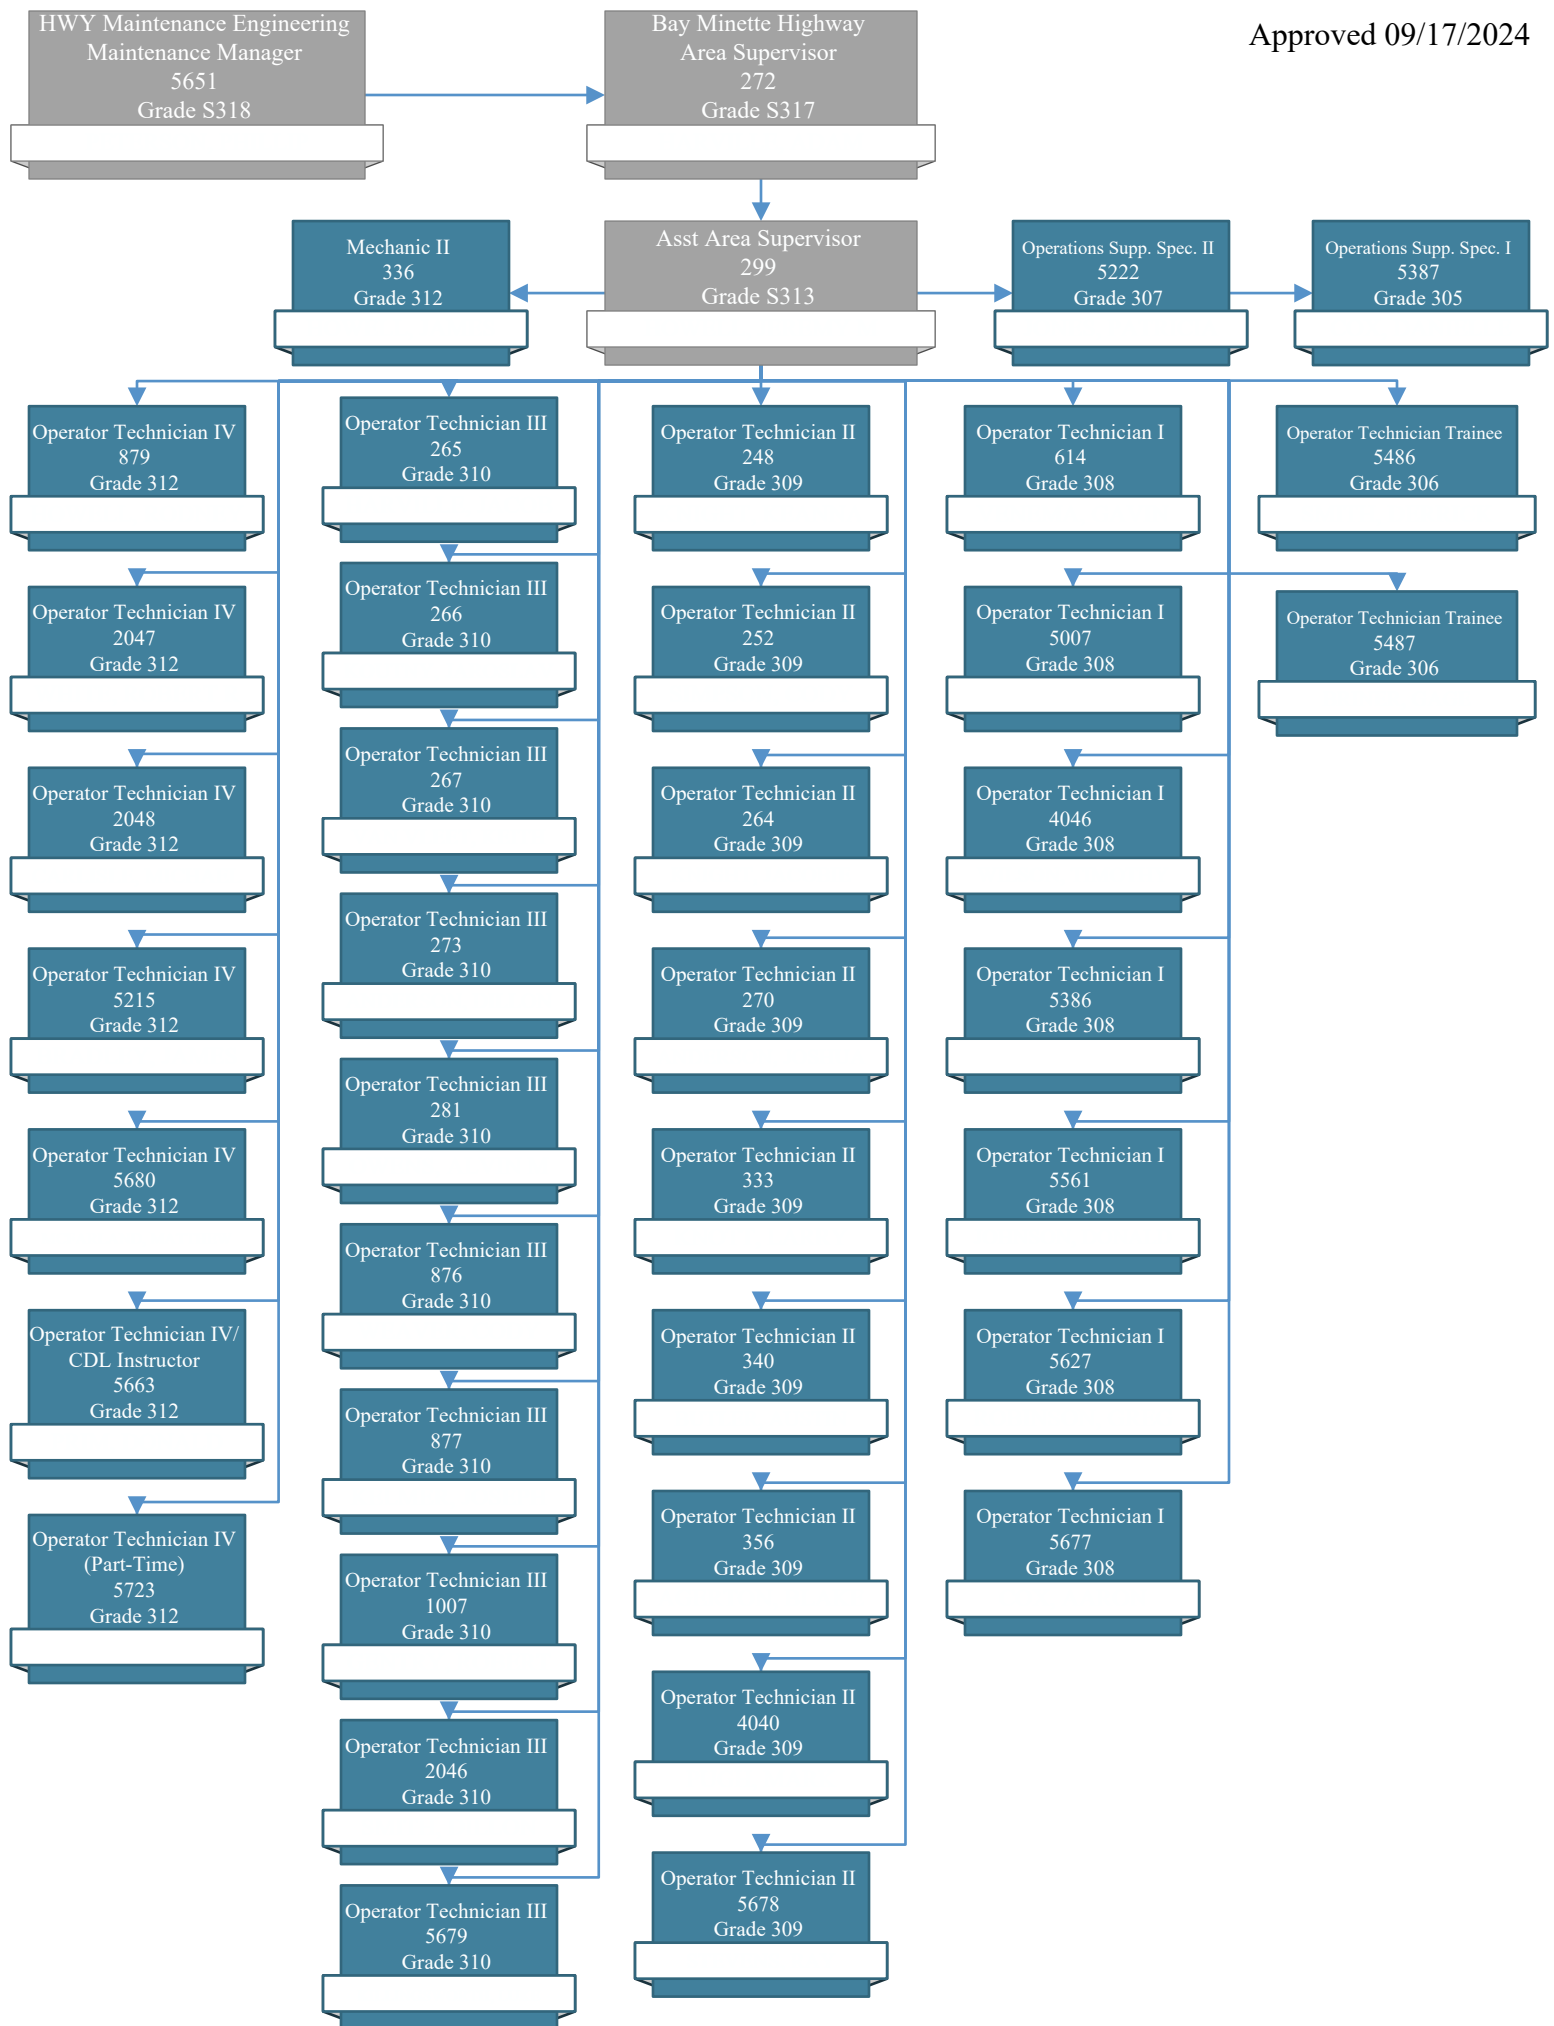 HWY Maintenance Engineering
Maintenance Manager
5651
Grade S318
Bay Minette Highway
Area Supervisor
272
Grade S317
Approved 09/17/2024
Mechanic II
336
Grade 312
Asst Area Supervisor
299
Grade S313
Operations Supp. Spec. II
5222
Grade 307
Operations Supp. Spec. I
5387
Grade 305
Operator Technician IV
879
Grade 312
Operator Technician IV
2047
Grade 312
Operator Technician IV
2048
Grade 312
Operator Technician IV
5215
Grade 312
Operator Technician IV
5680
Grade 312
Operator Technician IV/
CDL Instructor
5663
Grade 312
Operator Technician IV
(Part-Time)
5723
Grade 312
Operator Technician III
265
Grade 310
Operator Technician III
266
Grade 310
Operator Technician III
267
Grade 310
Operator Technician III
273
Grade 310
Operator Technician III
281
Grade 310
Operator Technician III
876
Grade 310
Operator Technician III
877
Grade 310
Operator Technician III
1007
Grade 310
Operator Technician III
2046
Grade 310
Operator Technician III
5679
Grade 310
Operator Technician II
248
Grade 309
Operator Technician II
252
Grade 309
Operator Technician II
264
Grade 309
Operator Technician II
270
Grade 309
Operator Technician II
333
Grade 309
Operator Technician II
340
Grade 309
Operator Technician II
356
Grade 309
Operator Technician II
4040
Grade 309
Operator Technician II
5678
Grade 309
Operator Technician I
614
Grade 308
Operator Technician I
5007
Grade 308
Operator Technician I
4046
Grade 308
Operator Technician I
5386
Grade 308
Operator Technician I
5561
Grade 308
Operator Technician I
5627
Grade 308
Operator Technician I
5677
Grade 308
Operator Technician Trainee
5486
Grade 306
Operator Technician Trainee
5487
Grade 306